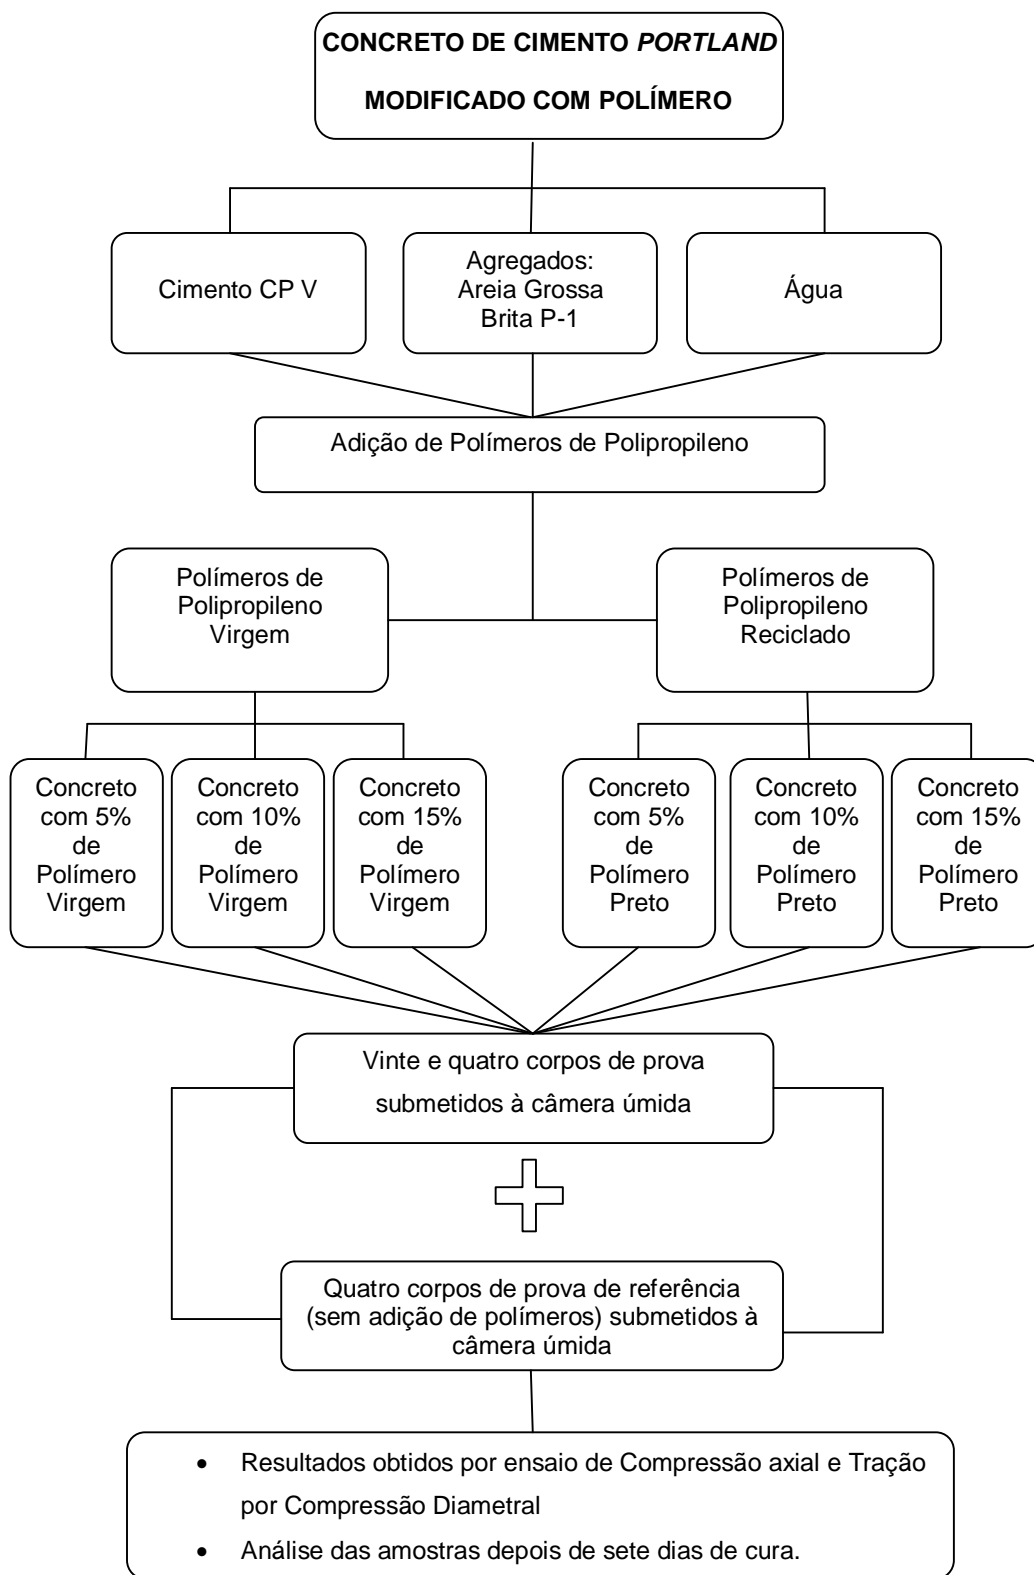 CONCRETO DE CIMENTO PORTLAND
MODIFICADO COM POLÍMERO
Cimento CP V
Agregados:
Areia Grossa
Brita P-1
Água
Adição de Polímeros de Polipropileno
Polímeros de
Polipropileno
Virgem
Polímeros de
Polipropileno
Reciclado
Concreto
com 5%
de
Polímero
Virgem
Concreto
com 10%
de
Polímero
Virgem
Concreto
com 15%
de
Polímero
Virgem
Concreto
com 5%
de
Polímero
Preto
Concreto
com 10%
de
Polímero
Preto
Concreto
com 15%
de
Polímero
Preto
Vinte e quatro corpos de prova
submetidos à câmera úmida
Quatro corpos de prova de referência
(sem adição de polímeros) submetidos à
câmera úmida
• Resultados obtidos por ensaio de Compressão axial e Tração
por Compressão Diametral
• Análise das amostras depois de sete dias de cura.